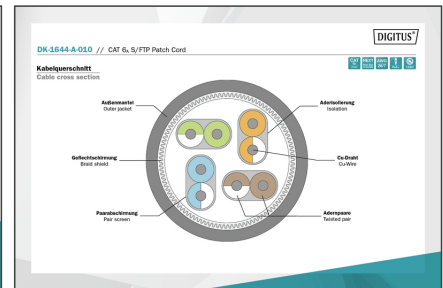 DIGITUS®
DK-1644-A-010 // CAT 6A S/FTP Patch Cord
Kabelquerschnitt
Cable cross section
Außenmantel
Outer jacket
Aderisolierung
Isolation
Geflechtschirmung
Braid shield
Cu-Draht
Cu-Wire
Paarabschirmung
Pair screen
Adernpaare
Twisted pair